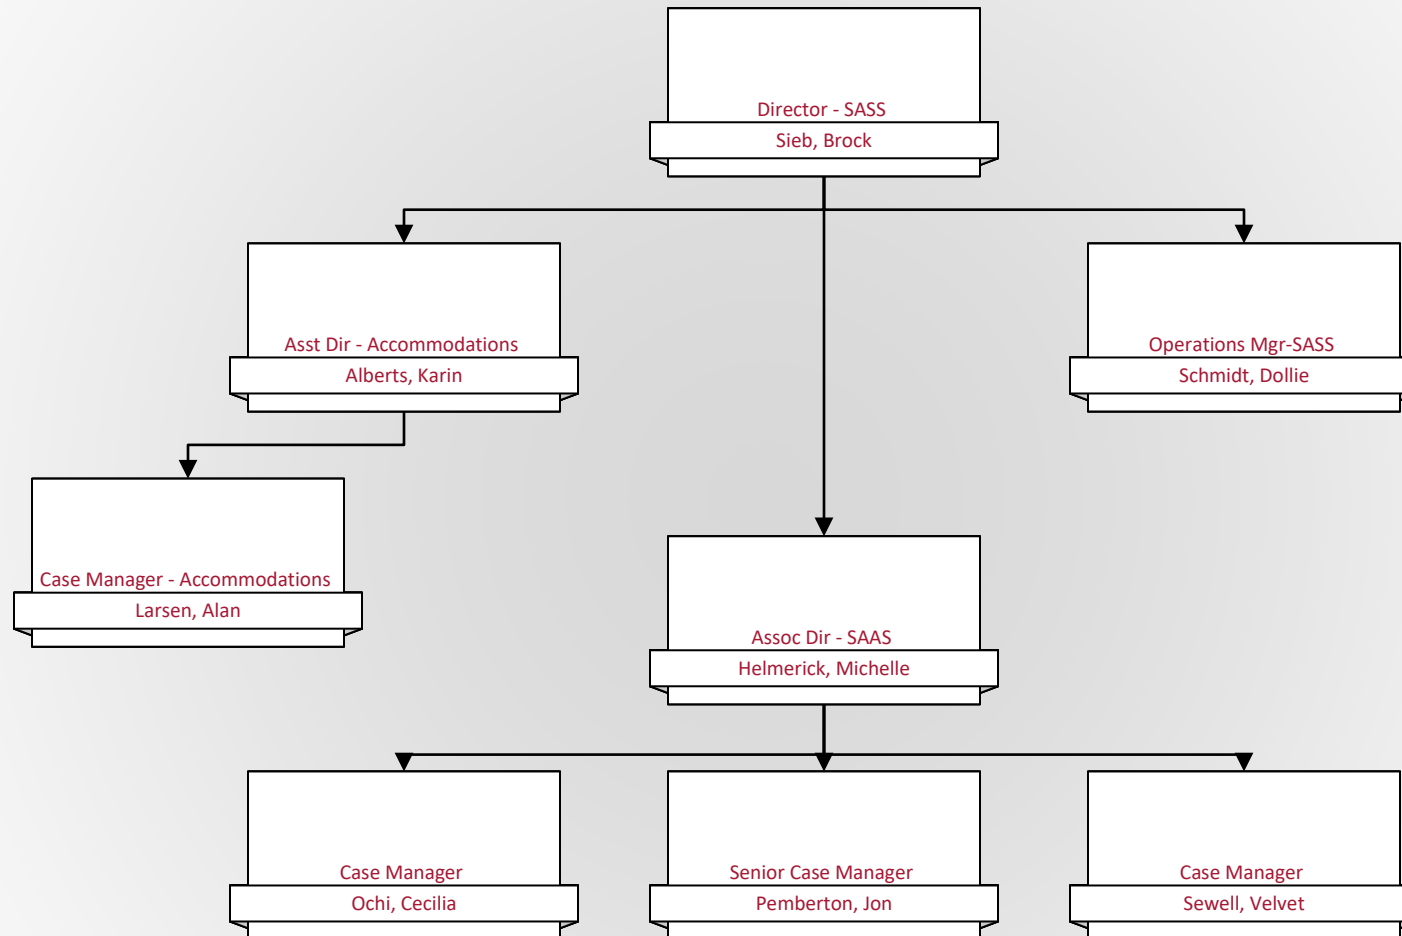 Director - SASS
Sieb, Brock
Asst Dir - Accommodations
Alberts, Karin
Operations Mgr-SASS
Schmidt, Dollie
Case Manager - Accommodations
Larsen, Alan
Assoc Dir - SAAS
Helmerick, Michelle
Case Manager
Ochi, Cecilia
Senior Case Manager
Pemberton, Jon
Case Manager
Sewell, Velvet